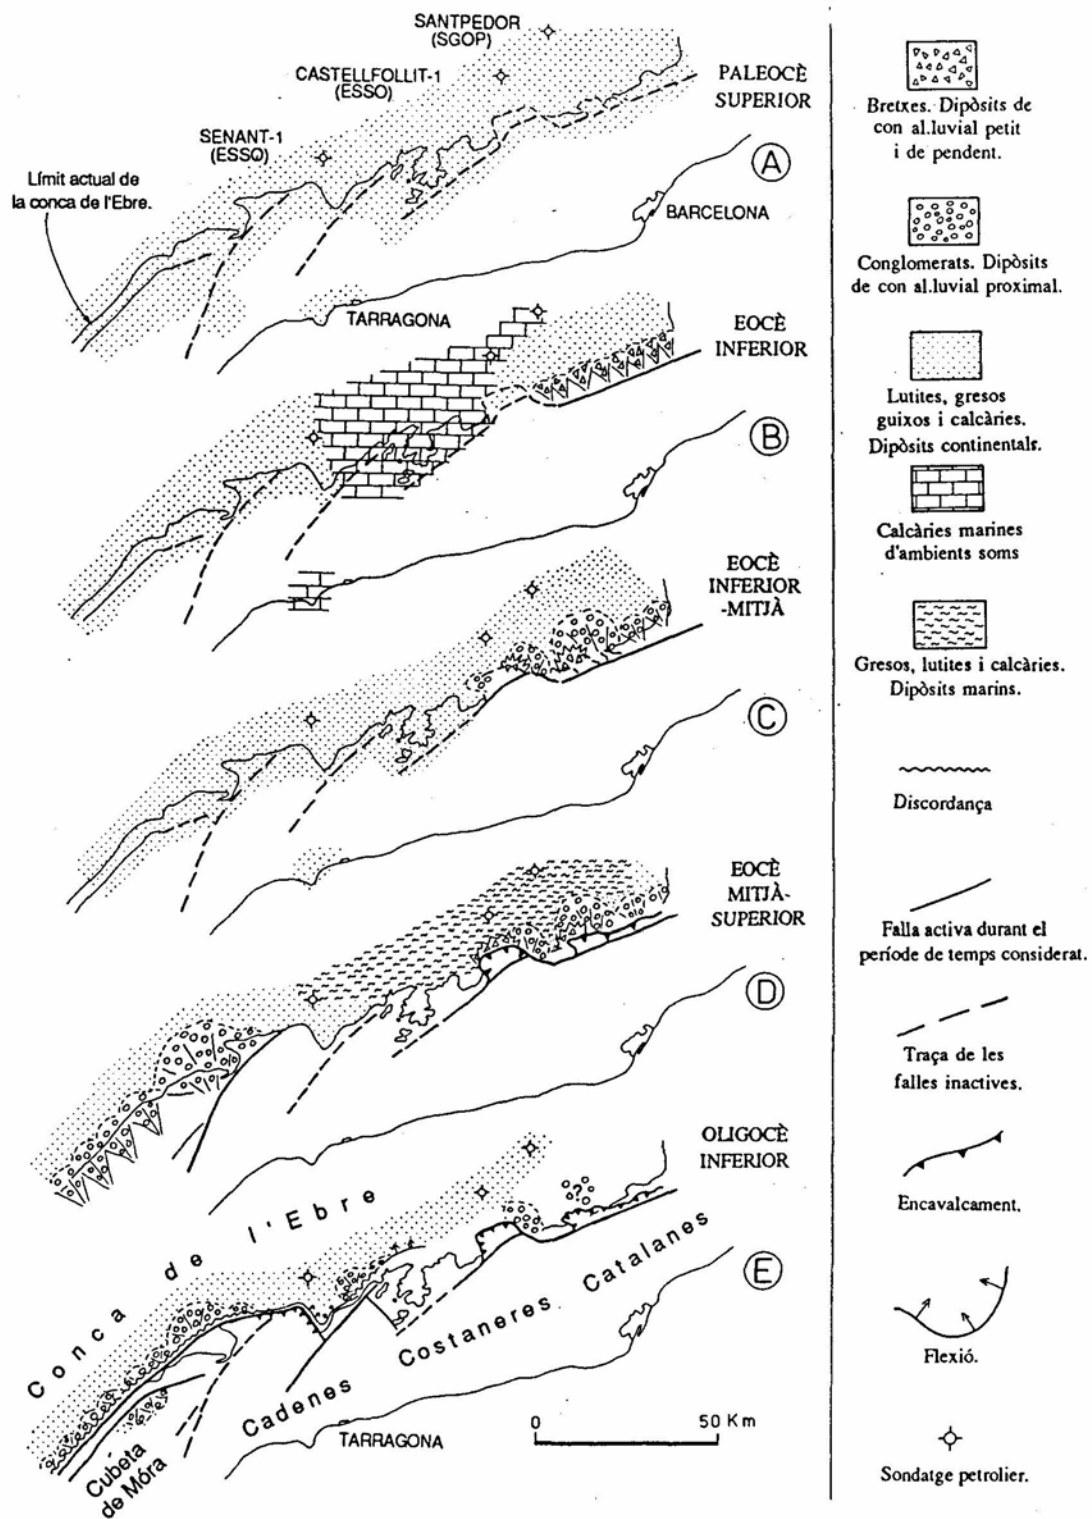 SANTPEDOR
(SGOP)
CASTELLFOLLIT-1
(ESSO)
SENANT-1
(ESSO)
Límit actual de
la conca de l'Ebre.
PALEOCÈ
SUPERIOR
A
BARCELONA
TARRAGONA
EOCÈ
INFERIOR
B
EOCÈ
INFERIOR
-MITJÀ
C
EOCÈ
MITJÀ-
SUPERIOR
D
OLIGOCÈ
INFERIOR
?
E
Conca de l'Ebre
Cadenes Costaneres Catalanes
Cubeta
de Móra
TARRAGONA
0 50 Km
Bretxes. Dipòsits de
con al.luvial petit
i de pendent.
Conglomerats. Dipòsits
de con al.luvial proximal.
Lutites, gresos
guixos i calcàries.
Dipòsits continentals.
Calcàries marines
d'ambients soms
Gresos, lutites i calcàries.
Dipòsits marins.
Discordança
Falla activa durant el
període de temps considerat.
Traça de les
falles inactives.
Encavalcament.
Flexió.
Sondatge petrolier.